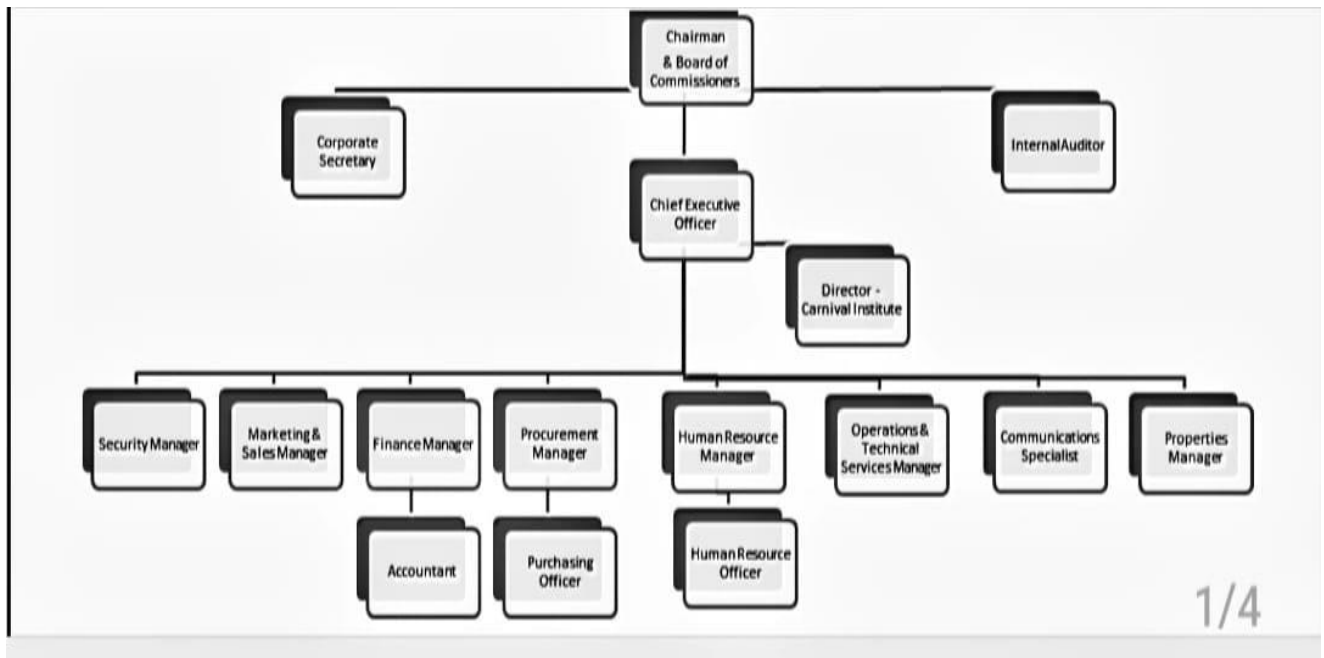 Chairman
& Board of
Commissioners
Corporate
Secretary
Internal Auditor
Chief Executive
Officer
Director -
Carnival Institute
Security Manager
Marketing &
Sales Manager
Finance Manager
Procurement
Manager
Human Resource
Manager
Operations &
Technical
Services Manager
Communications
Specialist
Properties
Manager
Accountant
Purchasing
Officer
Human Resource
Officer
1/4